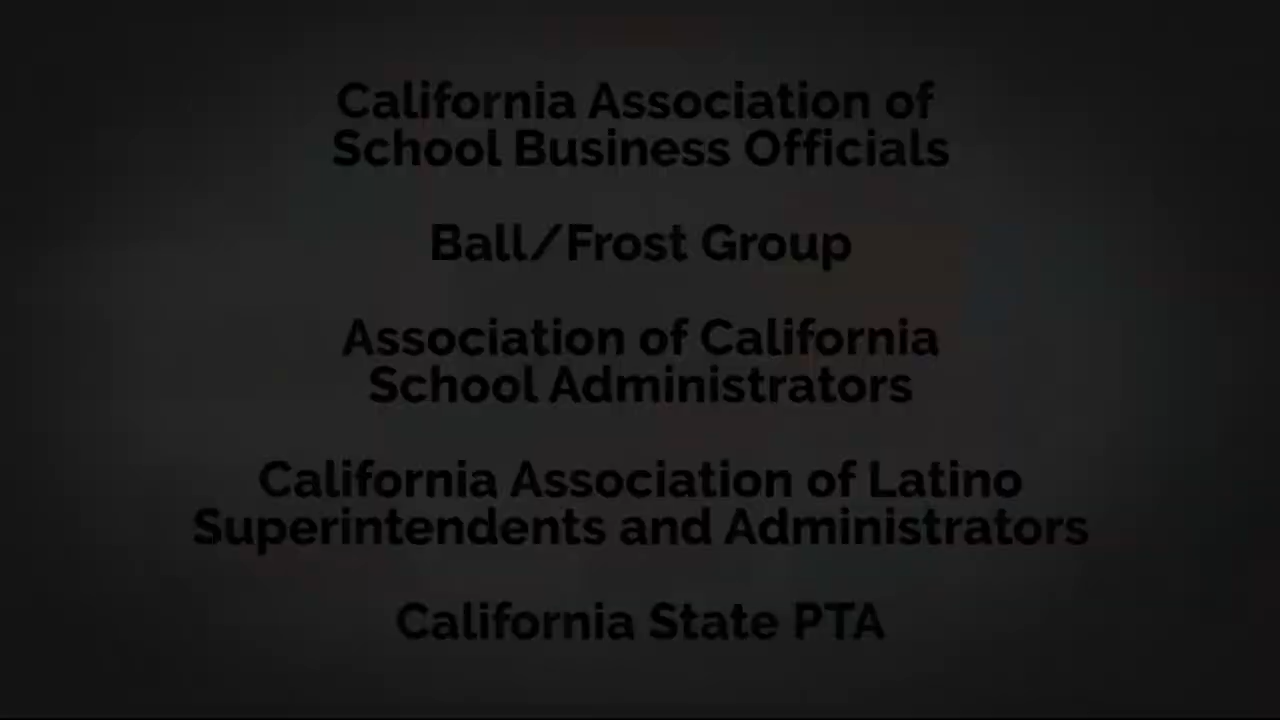 California Association of
School Business Officials
Ball/Frost Group
Association of California
School Administrators
California Association of Latino
Superintendents and Administrators
California State PTA